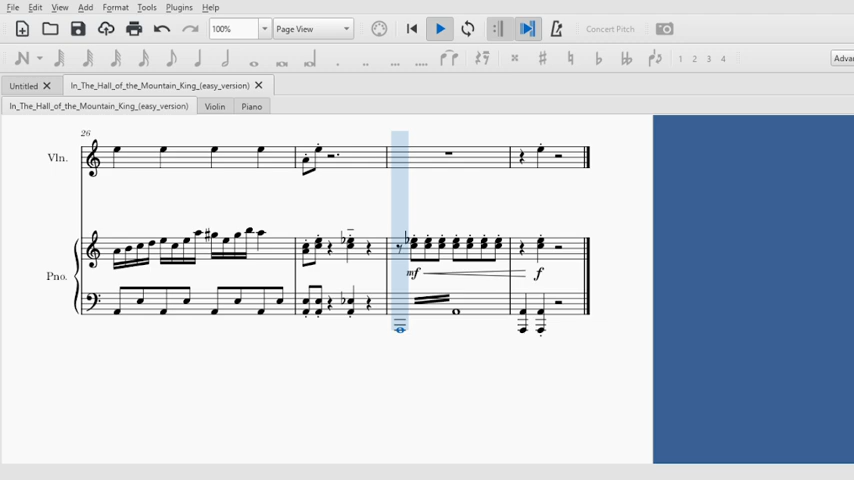 File Edit View Add Format Tools Plugins Help
100% Page View Concert Pitch
1 2 3 4 Advan
Untitled In_The_Hall_of_the_Mountain_King_(easy_version)
In_The_Hall_of_the_Mountain_King_(easy_version) Violin Piano
26
Vln.
Pno.
mf f